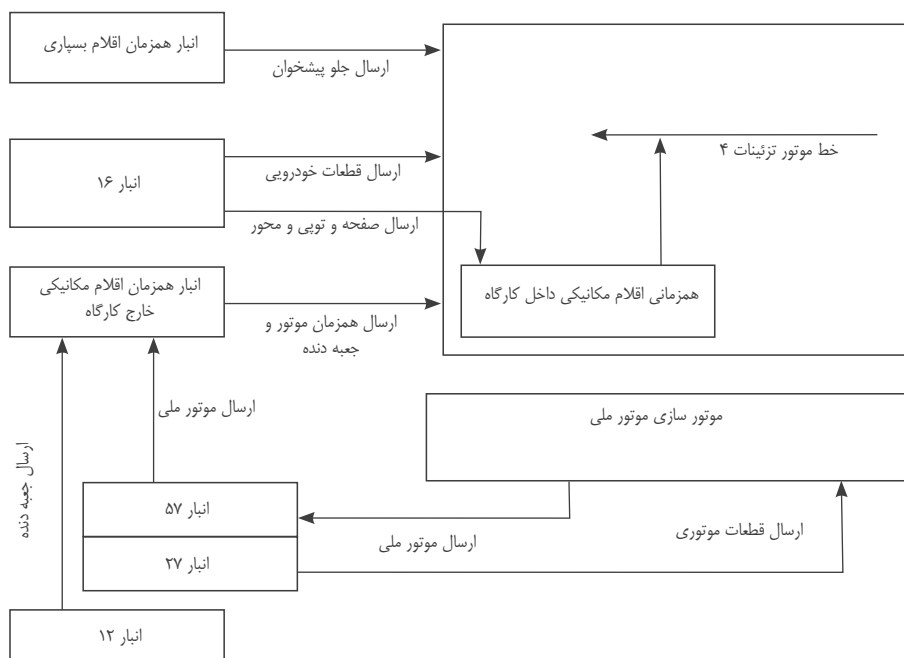 انبار همزمان اقلام بسپاری
ارسال جلو پیشخوان
خط موتور تزئینات ۴
انبار ۱۶
ارسال قطعات خودرویی
ارسال صفحه و توپی و محور
انبار همزمان اقلام مکانیکی
خارج کارگاه
همزمانی اقلام مکانیکی داخل کارگاه
ارسال همزمان موتور و
جعبه دنده
ارسال موتور ملی
موتور سازی موتور ملی
ارسال جعبه دنده
انبار ۵۷
ارسال موتور ملی
ارسال قطعات موتوری
انبار ۲۷
انبار ۱۲